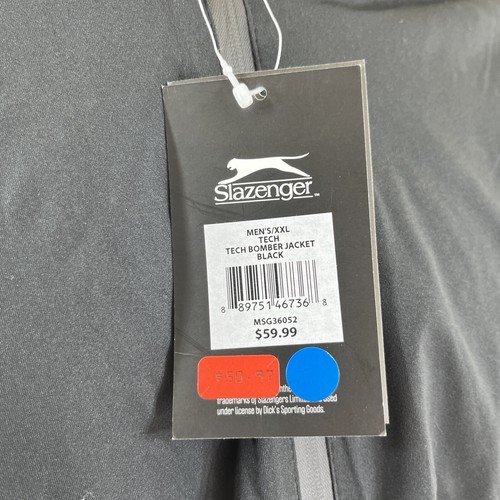 Slazenger
MEN'S/XXL
TECH
TECH BOMBER JACKET
BLACK
8 89751 46736 8
MSG36052
$59.99
trademarks of Slazengers Limited
used
under license by Dick's Sporting Goods.